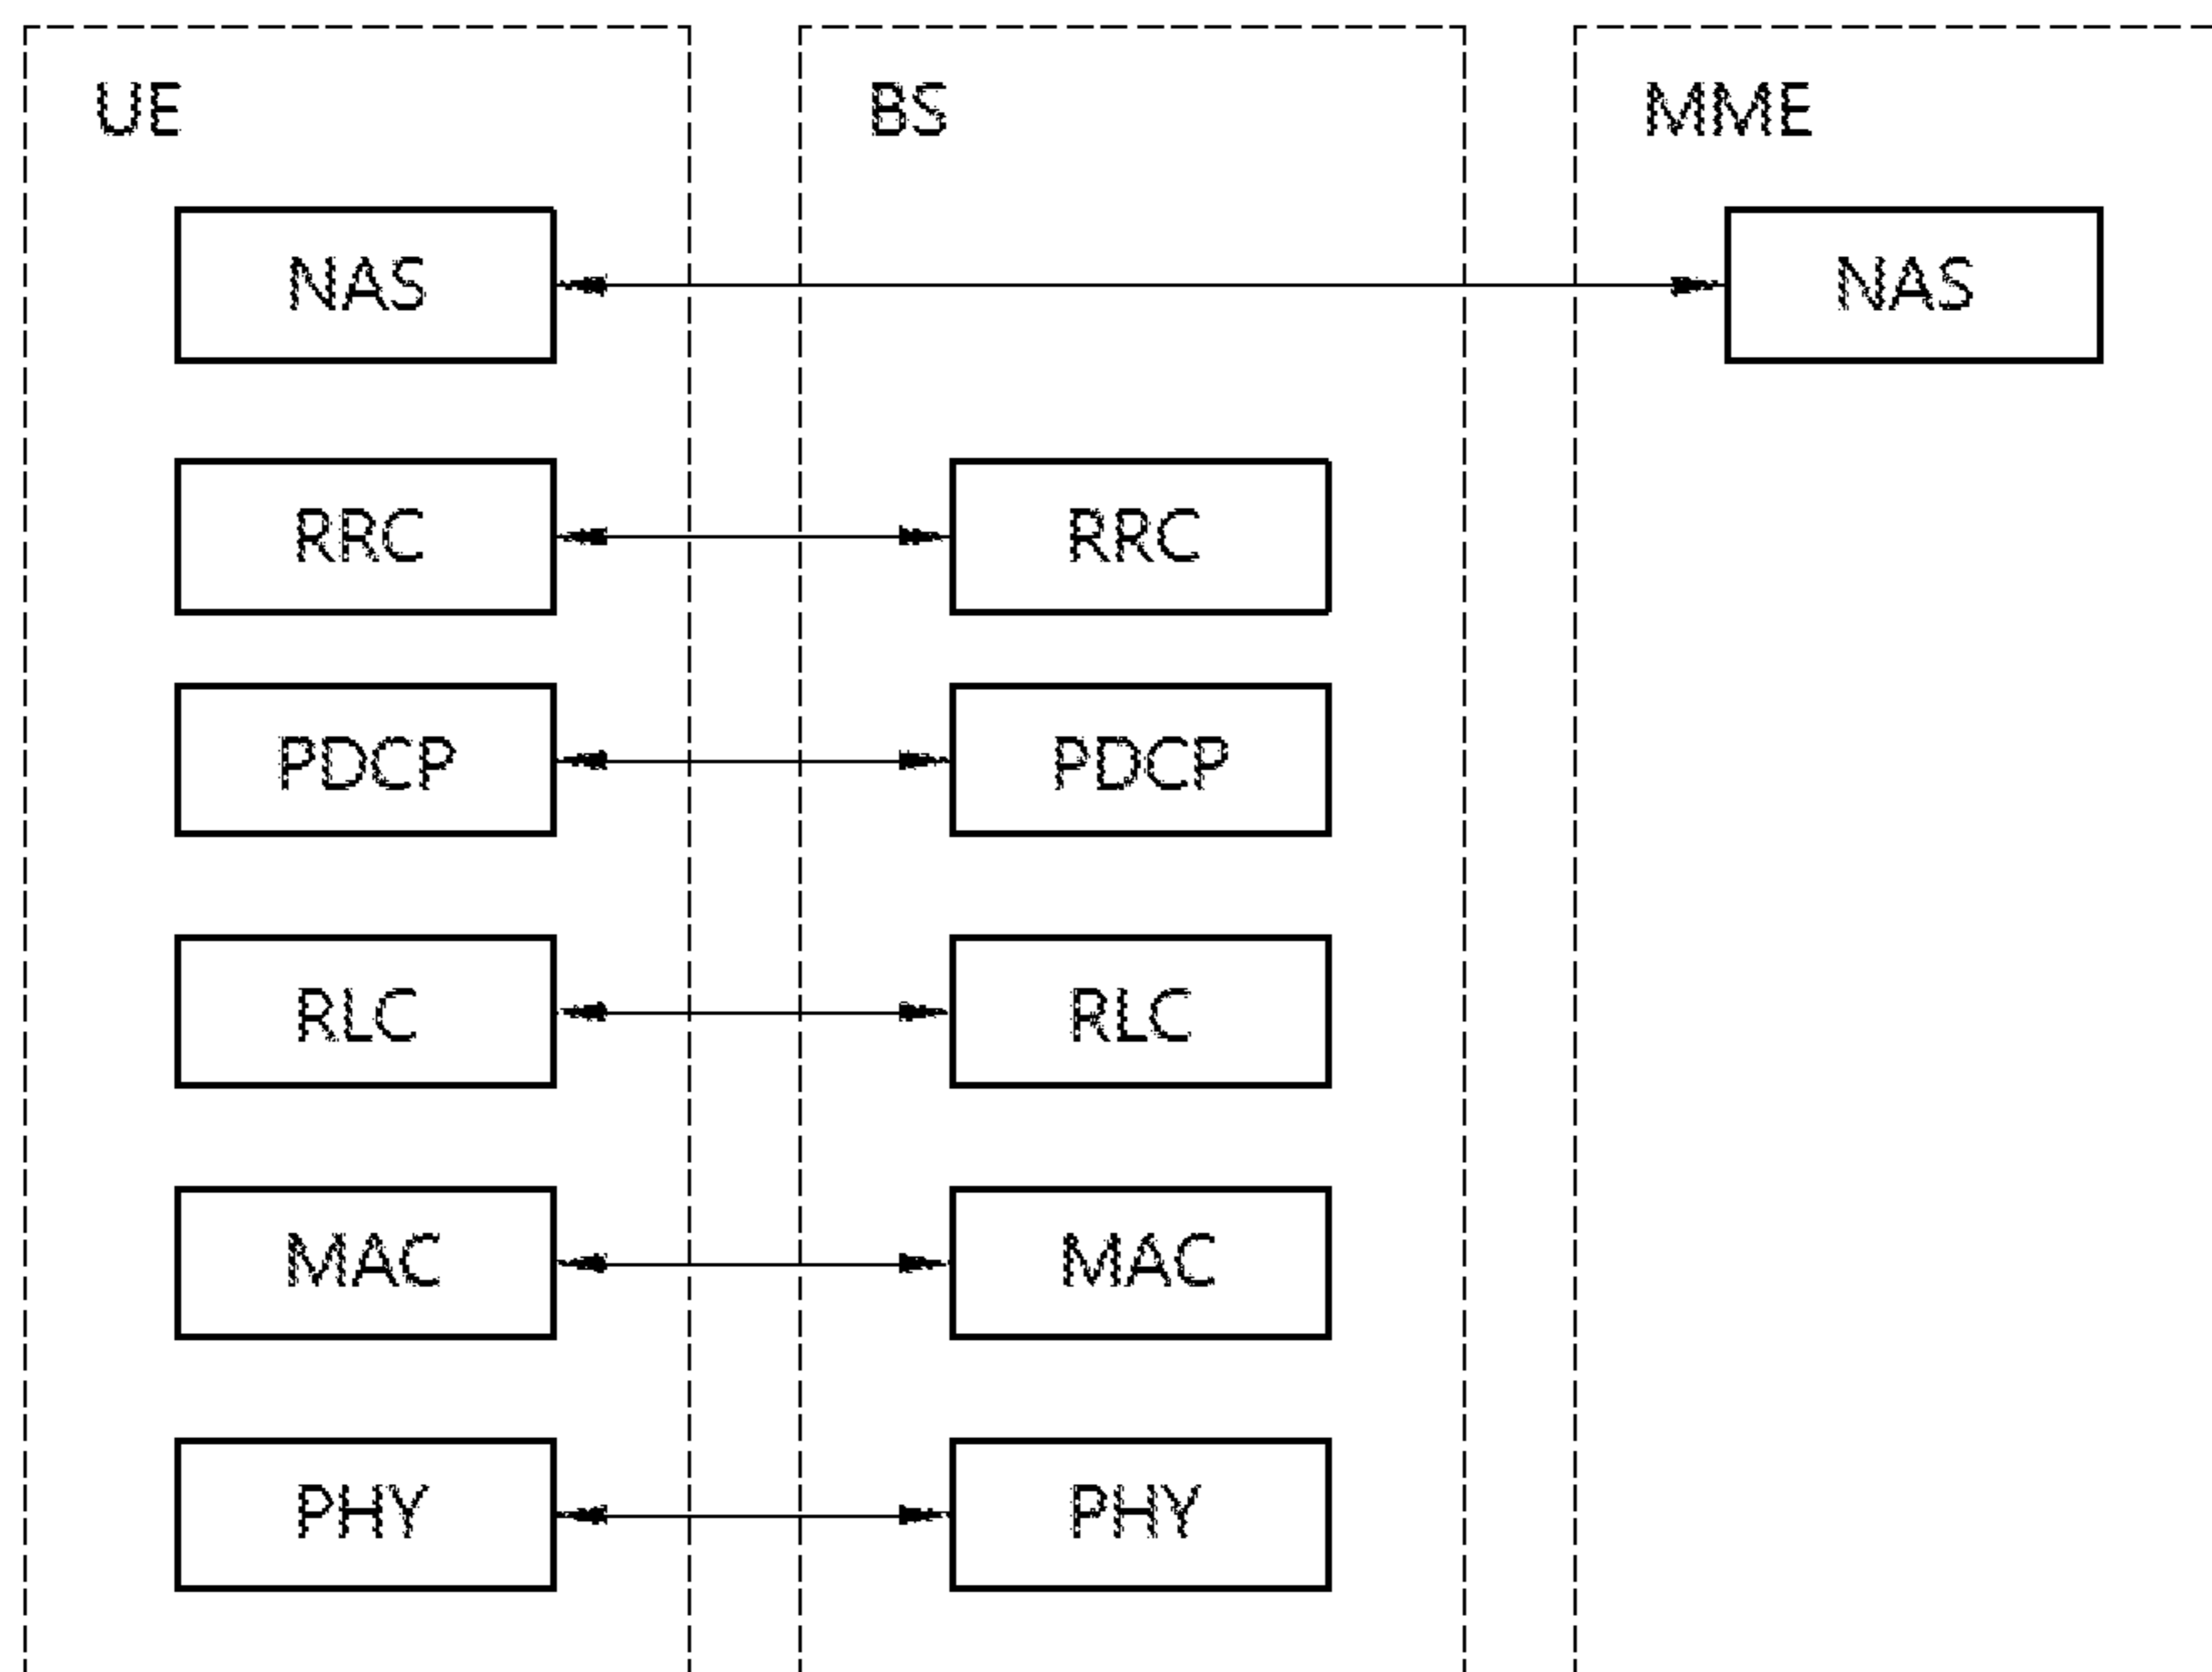 UE BS MME
NAS NAS
RRC RRC
PDCP PDCP
RLC RLC
MAC MAC
PHY PHY